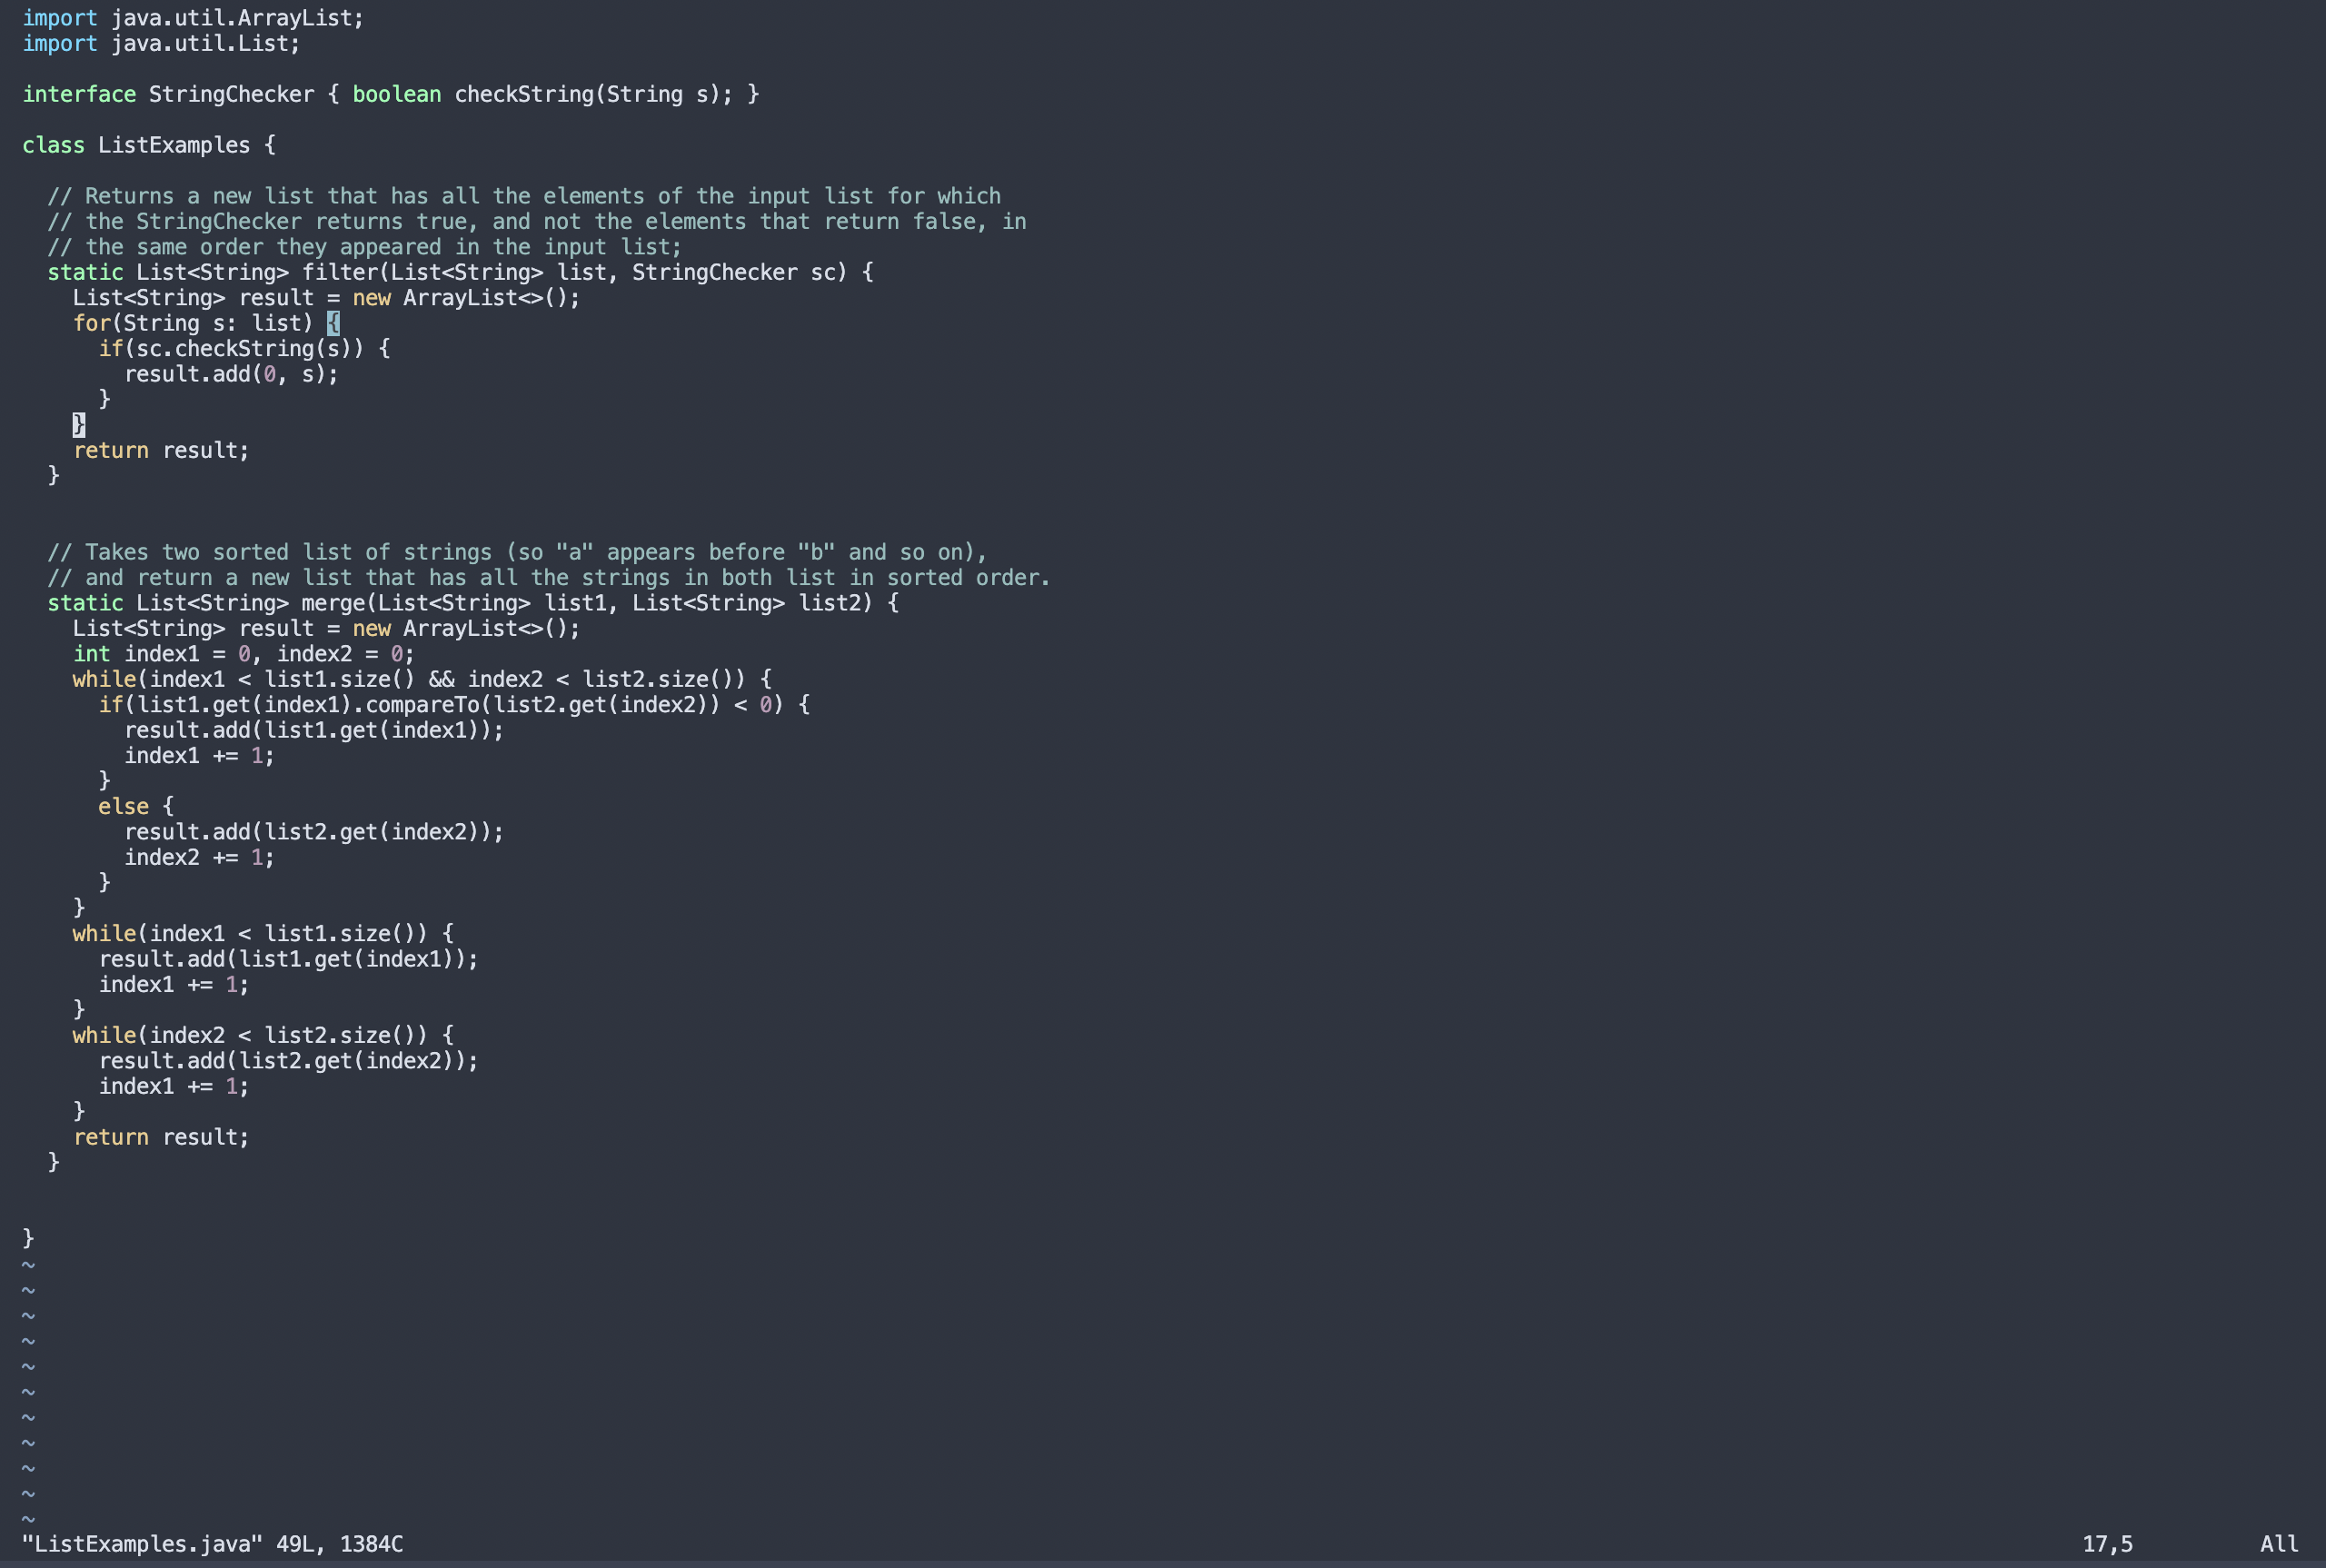 import java.util.ArrayList;
import java.util.List;

interface StringChecker { boolean checkString(String s); }

class ListExamples {

  // Returns a new list that has all the elements of the input list for which
  // the StringChecker returns true, and not the elements that return false, in
  // the same order they appeared in the input list;
  static List<String> filter(List<String> list, StringChecker sc) {
    List<String> result = new ArrayList<>();
    for(String s: list) {
      if(sc.checkString(s)) {
        result.add(0, s);
      }
    }
    return result;
  }


  // Takes two sorted list of strings (so "a" appears before "b" and so on),
  // and return a new list that has all the strings in both list in sorted order.
  static List<String> merge(List<String> list1, List<String> list2) {
    List<String> result = new ArrayList<>();
    int index1 = 0, index2 = 0;
    while(index1 < list1.size() && index2 < list2.size()) {
      if(list1.get(index1).compareTo(list2.get(index2)) < 0) {
        result.add(list1.get(index1));
        index1 += 1;
      }
      else {
        result.add(list2.get(index2));
        index2 += 1;
      }
    }
    while(index1 < list1.size()) {
      result.add(list1.get(index1));
      index1 += 1;
    }
    while(index2 < list2.size()) {
      result.add(list2.get(index2));
      index1 += 1;
    }
    return result;
  }


}
~
~
~
~
~
~
~
~
~
~
~
"ListExamples.java" 49L, 1384C 17,5 All